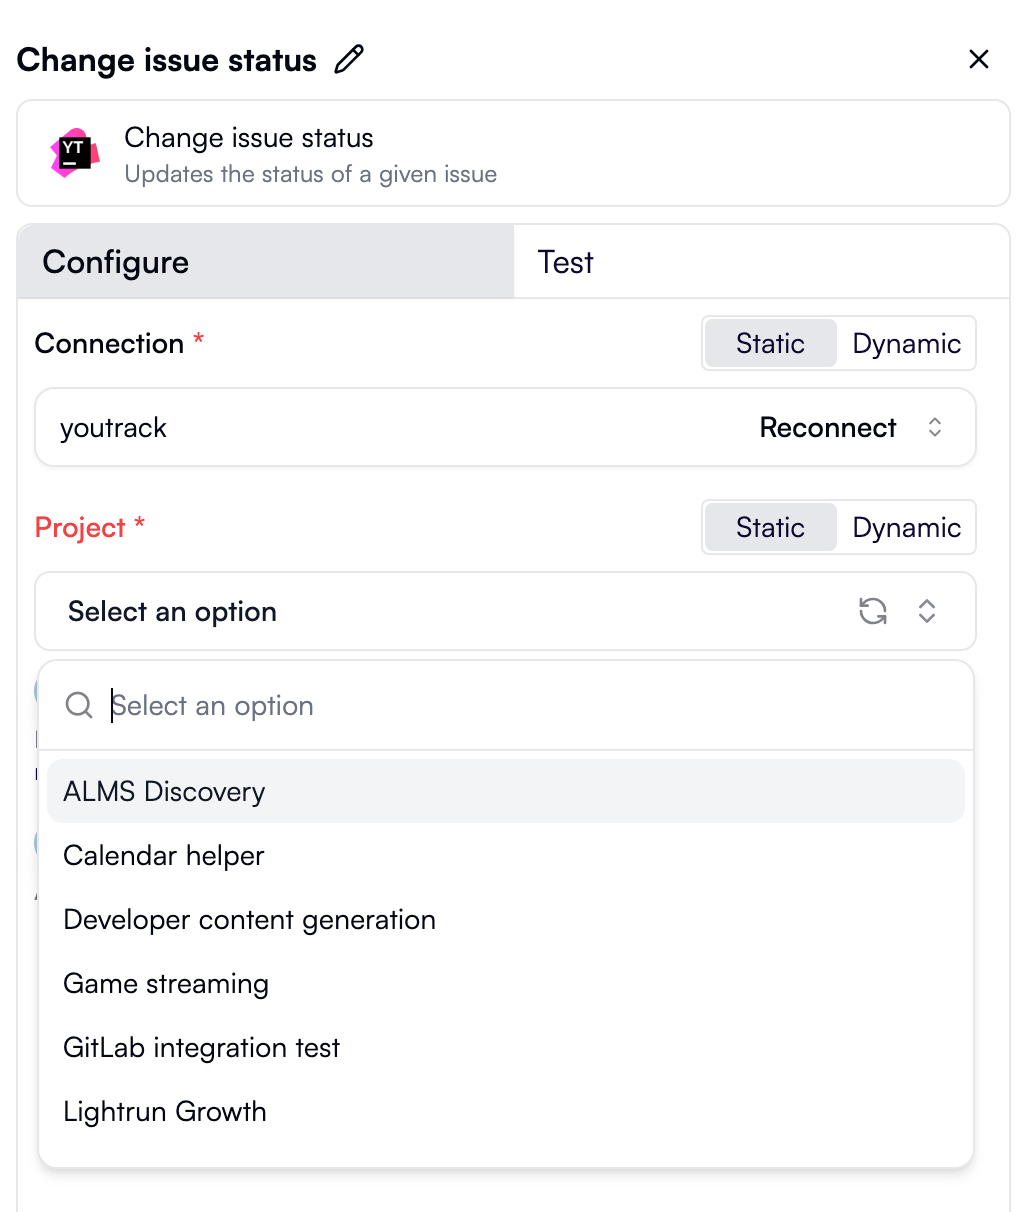 Change issue status
YT
Change issue status
Updates the status of a given issue
Configure
Test
Connection *
Static
Dynamic
youtrack
Reconnect
Project *
Static
Dynamic
Select an option
Select an option
ALMS Discovery
Calendar helper
Developer content generation
Game streaming
GitLab integration test
Lightrun Growth